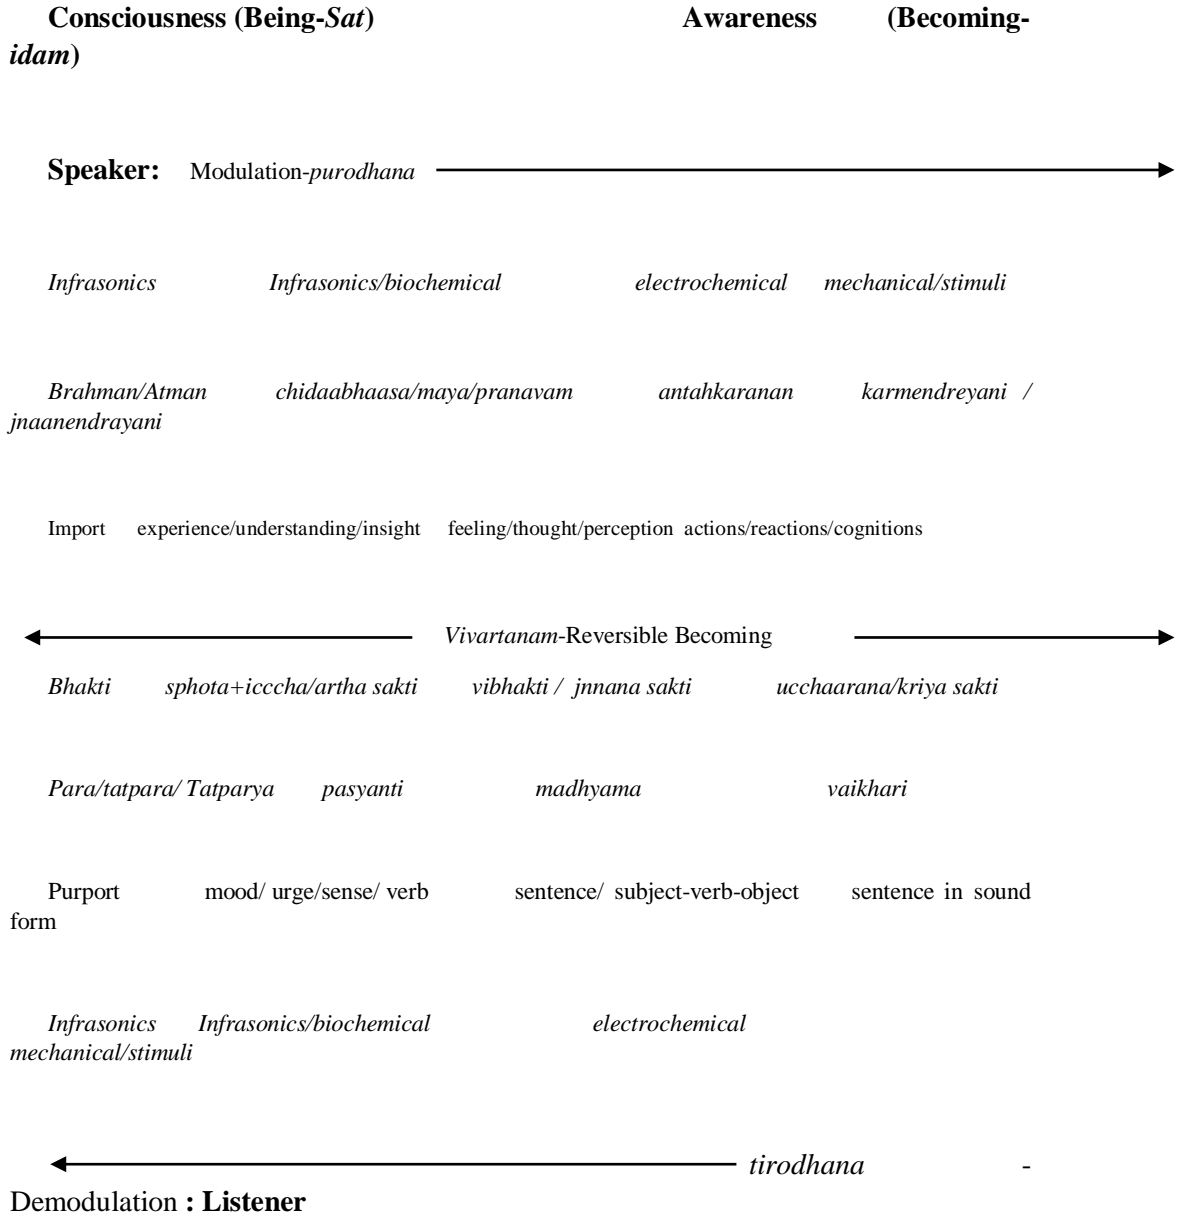 Consciousness (Being-Sat) Awareness (Becoming-
idam)
Speaker: Modulation-purodhana
Infrasonics Infrasonics/biochemical electrochemical mechanical/stimuli
Brahman/Atman chidaabhaasa/maya/pranavam antahkaranan karmendreyani /
jnaanendrayani
Import experience/understanding/insight feeling/thought/perception actions/reactions/cognitions
Vivartanam-Reversible Becoming
Bhakti sphota+icccha/artha sakti vibhakti / jnnana sakti ucchaarana/kriya sakti
Para/tatpara/ Tatparya pasyanti madhyama vaikhari
Purport mood/ urge/sense/ verb sentence/ subject-verb-object sentence in sound
form
Infrasonics Infrasonics/biochemical electrochemical
mechanical/stimuli
tirodhana -
Demodulation : Listener